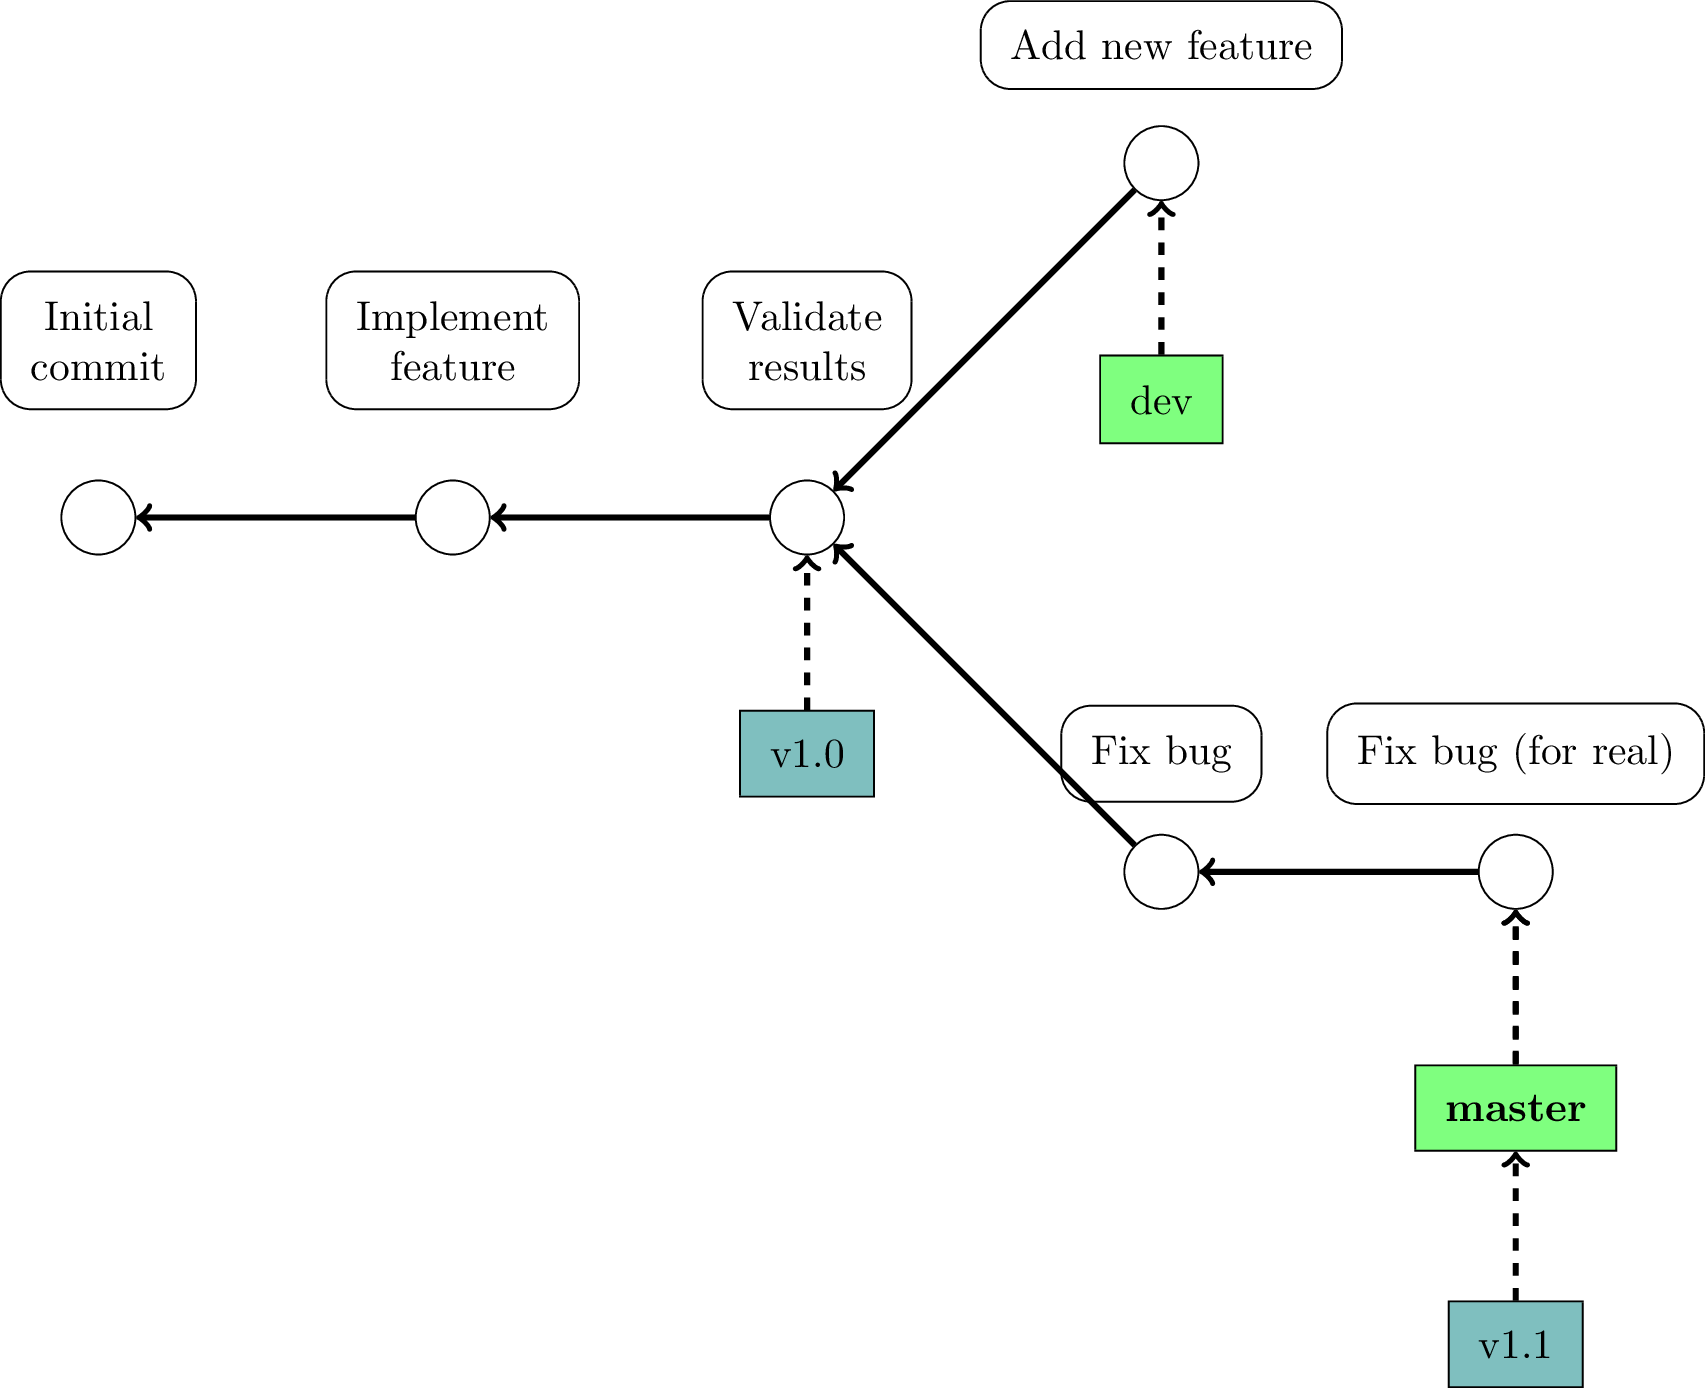 Add new feature
Initial
commit
Implement
feature
Validate
results
dev
v1.0
Fix bug
Fix bug (for real)
master
v1.1